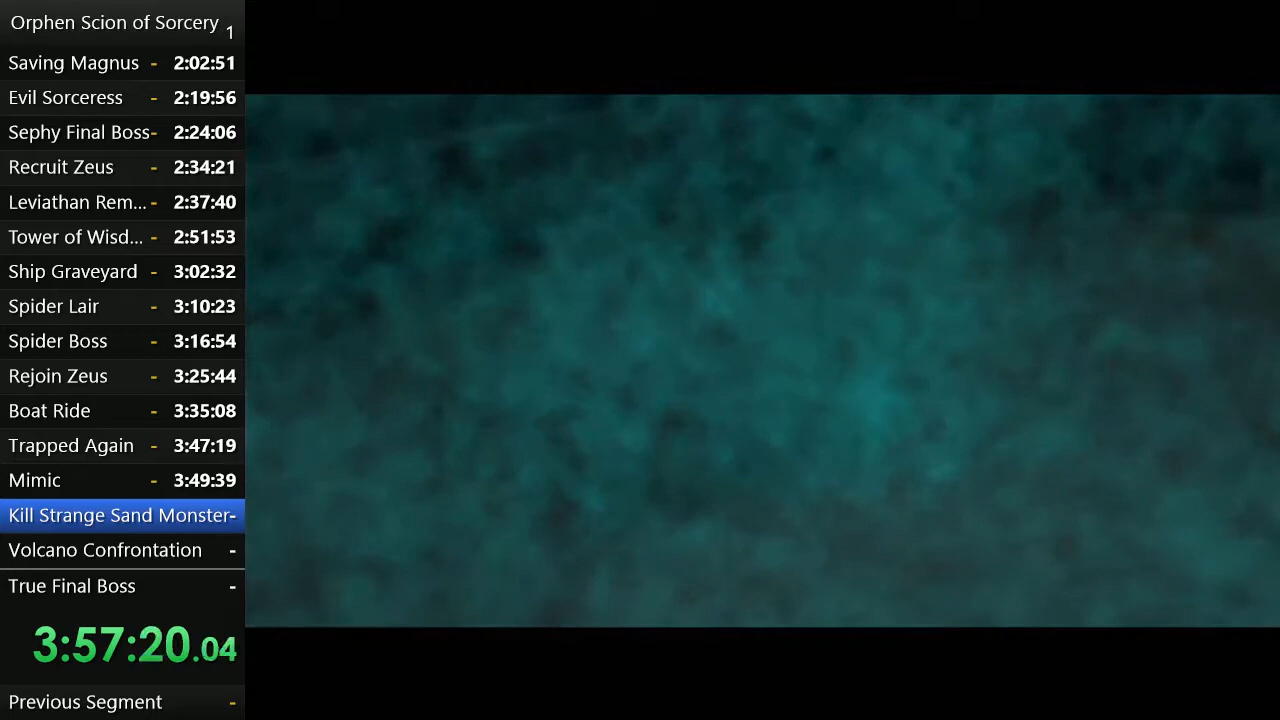 Orphen Scion of Sorcery 1
Saving Magnus - 2:02:51
Evil Sorceress - 2:19:56
Sephy Final Boss- 2:24:06
Recruit Zeus - 2:34:21
Leviathan Rem... - 2:37:40
Tower of Wisd... - 2:51:53
Ship Graveyard - 3:02:32
Spider Lair - 3:10:23
Spider Boss - 3:16:54
Rejoin Zeus - 3:25:44
Boat Ride - 3:35:08
Trapped Again - 3:47:19
Mimic - 3:49:39
Kill Strange Sand Monster-
Volcano Confrontation -
True Final Boss -
3:57:20.04
Previous Segment -